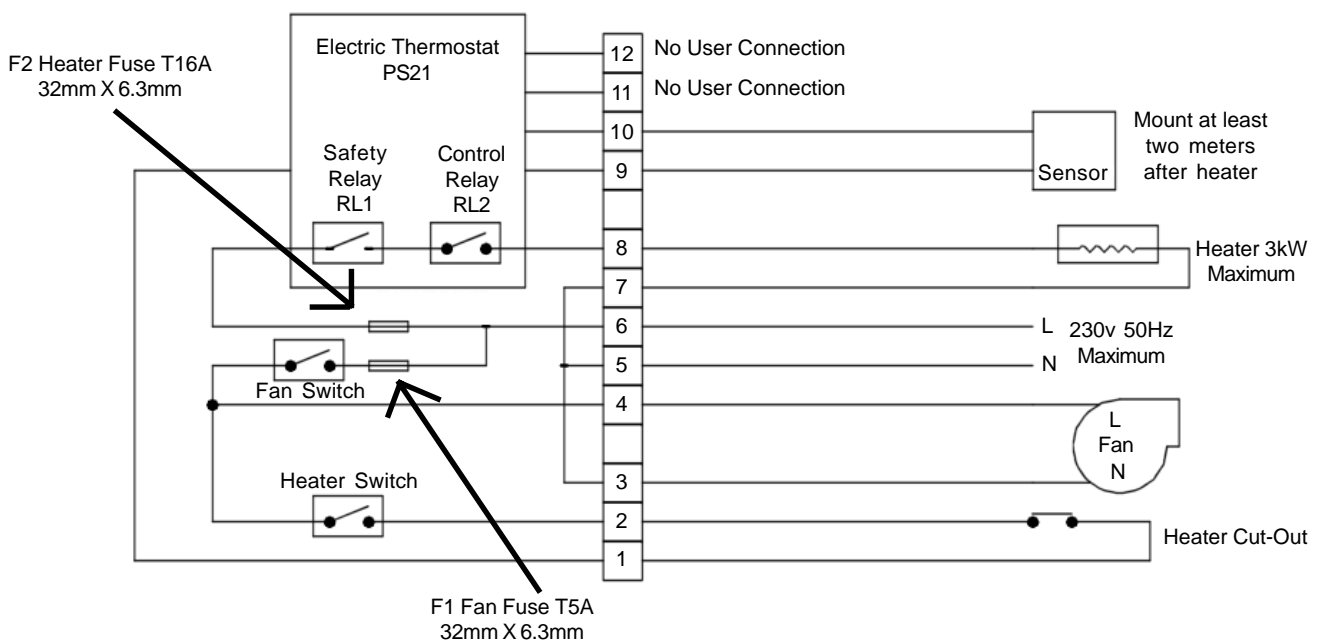 F2 Heater Fuse T16A
32mm X 6.3mm
Electric Thermostat
PS21
Safety
Relay
RL1
Control
Relay
RL2
Fan Switch
Heater Switch
F1 Fan Fuse T5A
32mm X 6.3mm
12
11
10
9
8
7
6
5
4
3
2
1
No User Connection
No User Connection
Sensor
Mount at least
two meters
after heater
Heater 3kW
Maximum
L
N
230v 50Hz
Maximum
L
Fan
N
Heater Cut-Out